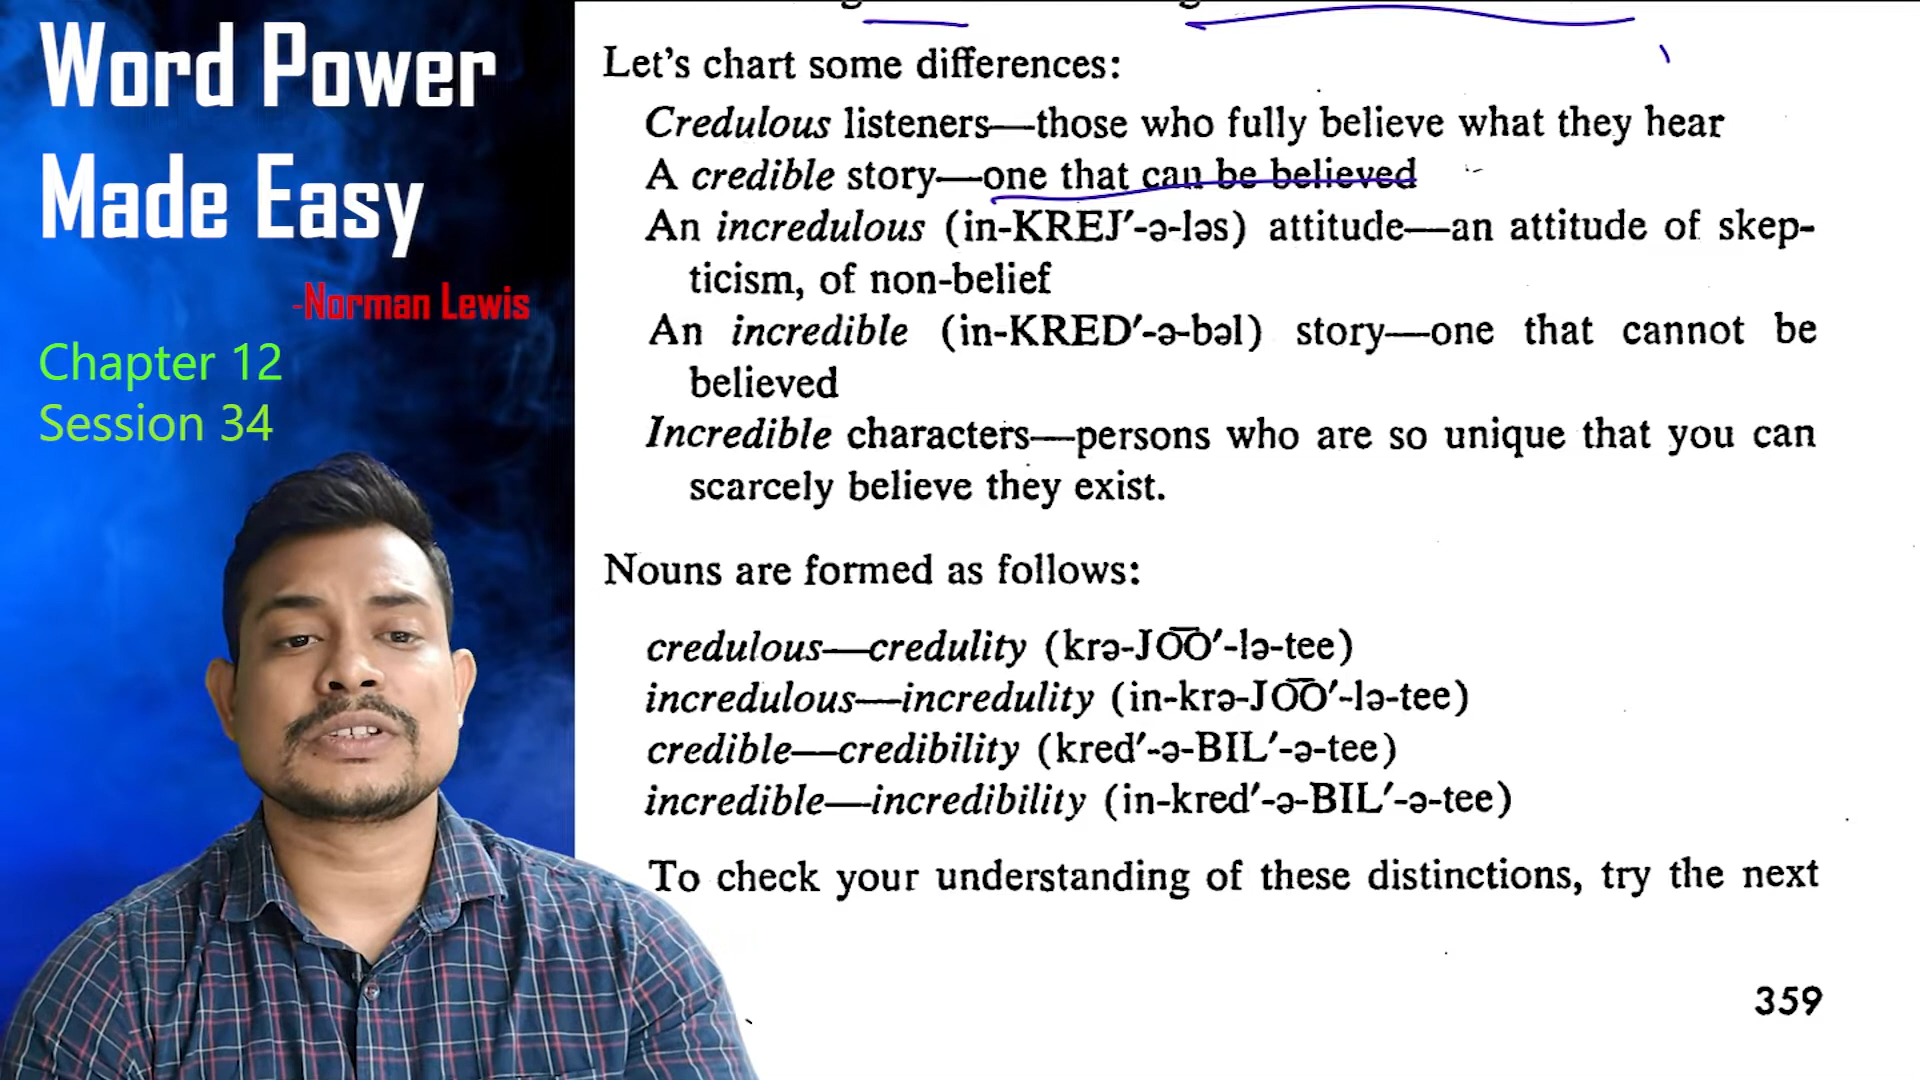 Word Power
Made Easy
-Norman Lewis
Chapter 12
Session 34
Let's chart some differences:
Credulous listeners—those who fully believe what they hear
A credible story—one that can be believed
An incredulous (in-KREJ′-ə-ləs) attitude—an attitude of skep-
ticism, of non-belief
An incredible (in-KRED′-ə-bəl) story—one that cannot be
believed
Incredible characters—persons who are so unique that you can
scarcely believe they exist.
Nouns are formed as follows:
credulous—credulity (krə-JO͞O′-lə-tee)
incredulous—incredulity (in-krə-JO͞O′-lə-tee)
credible—credibility (kred′-ə-BIL′-ə-tee)
incredible—incredibility (in-kred′-ə-BIL′-ə-tee)
To check your understanding of these distinctions, try the next
359